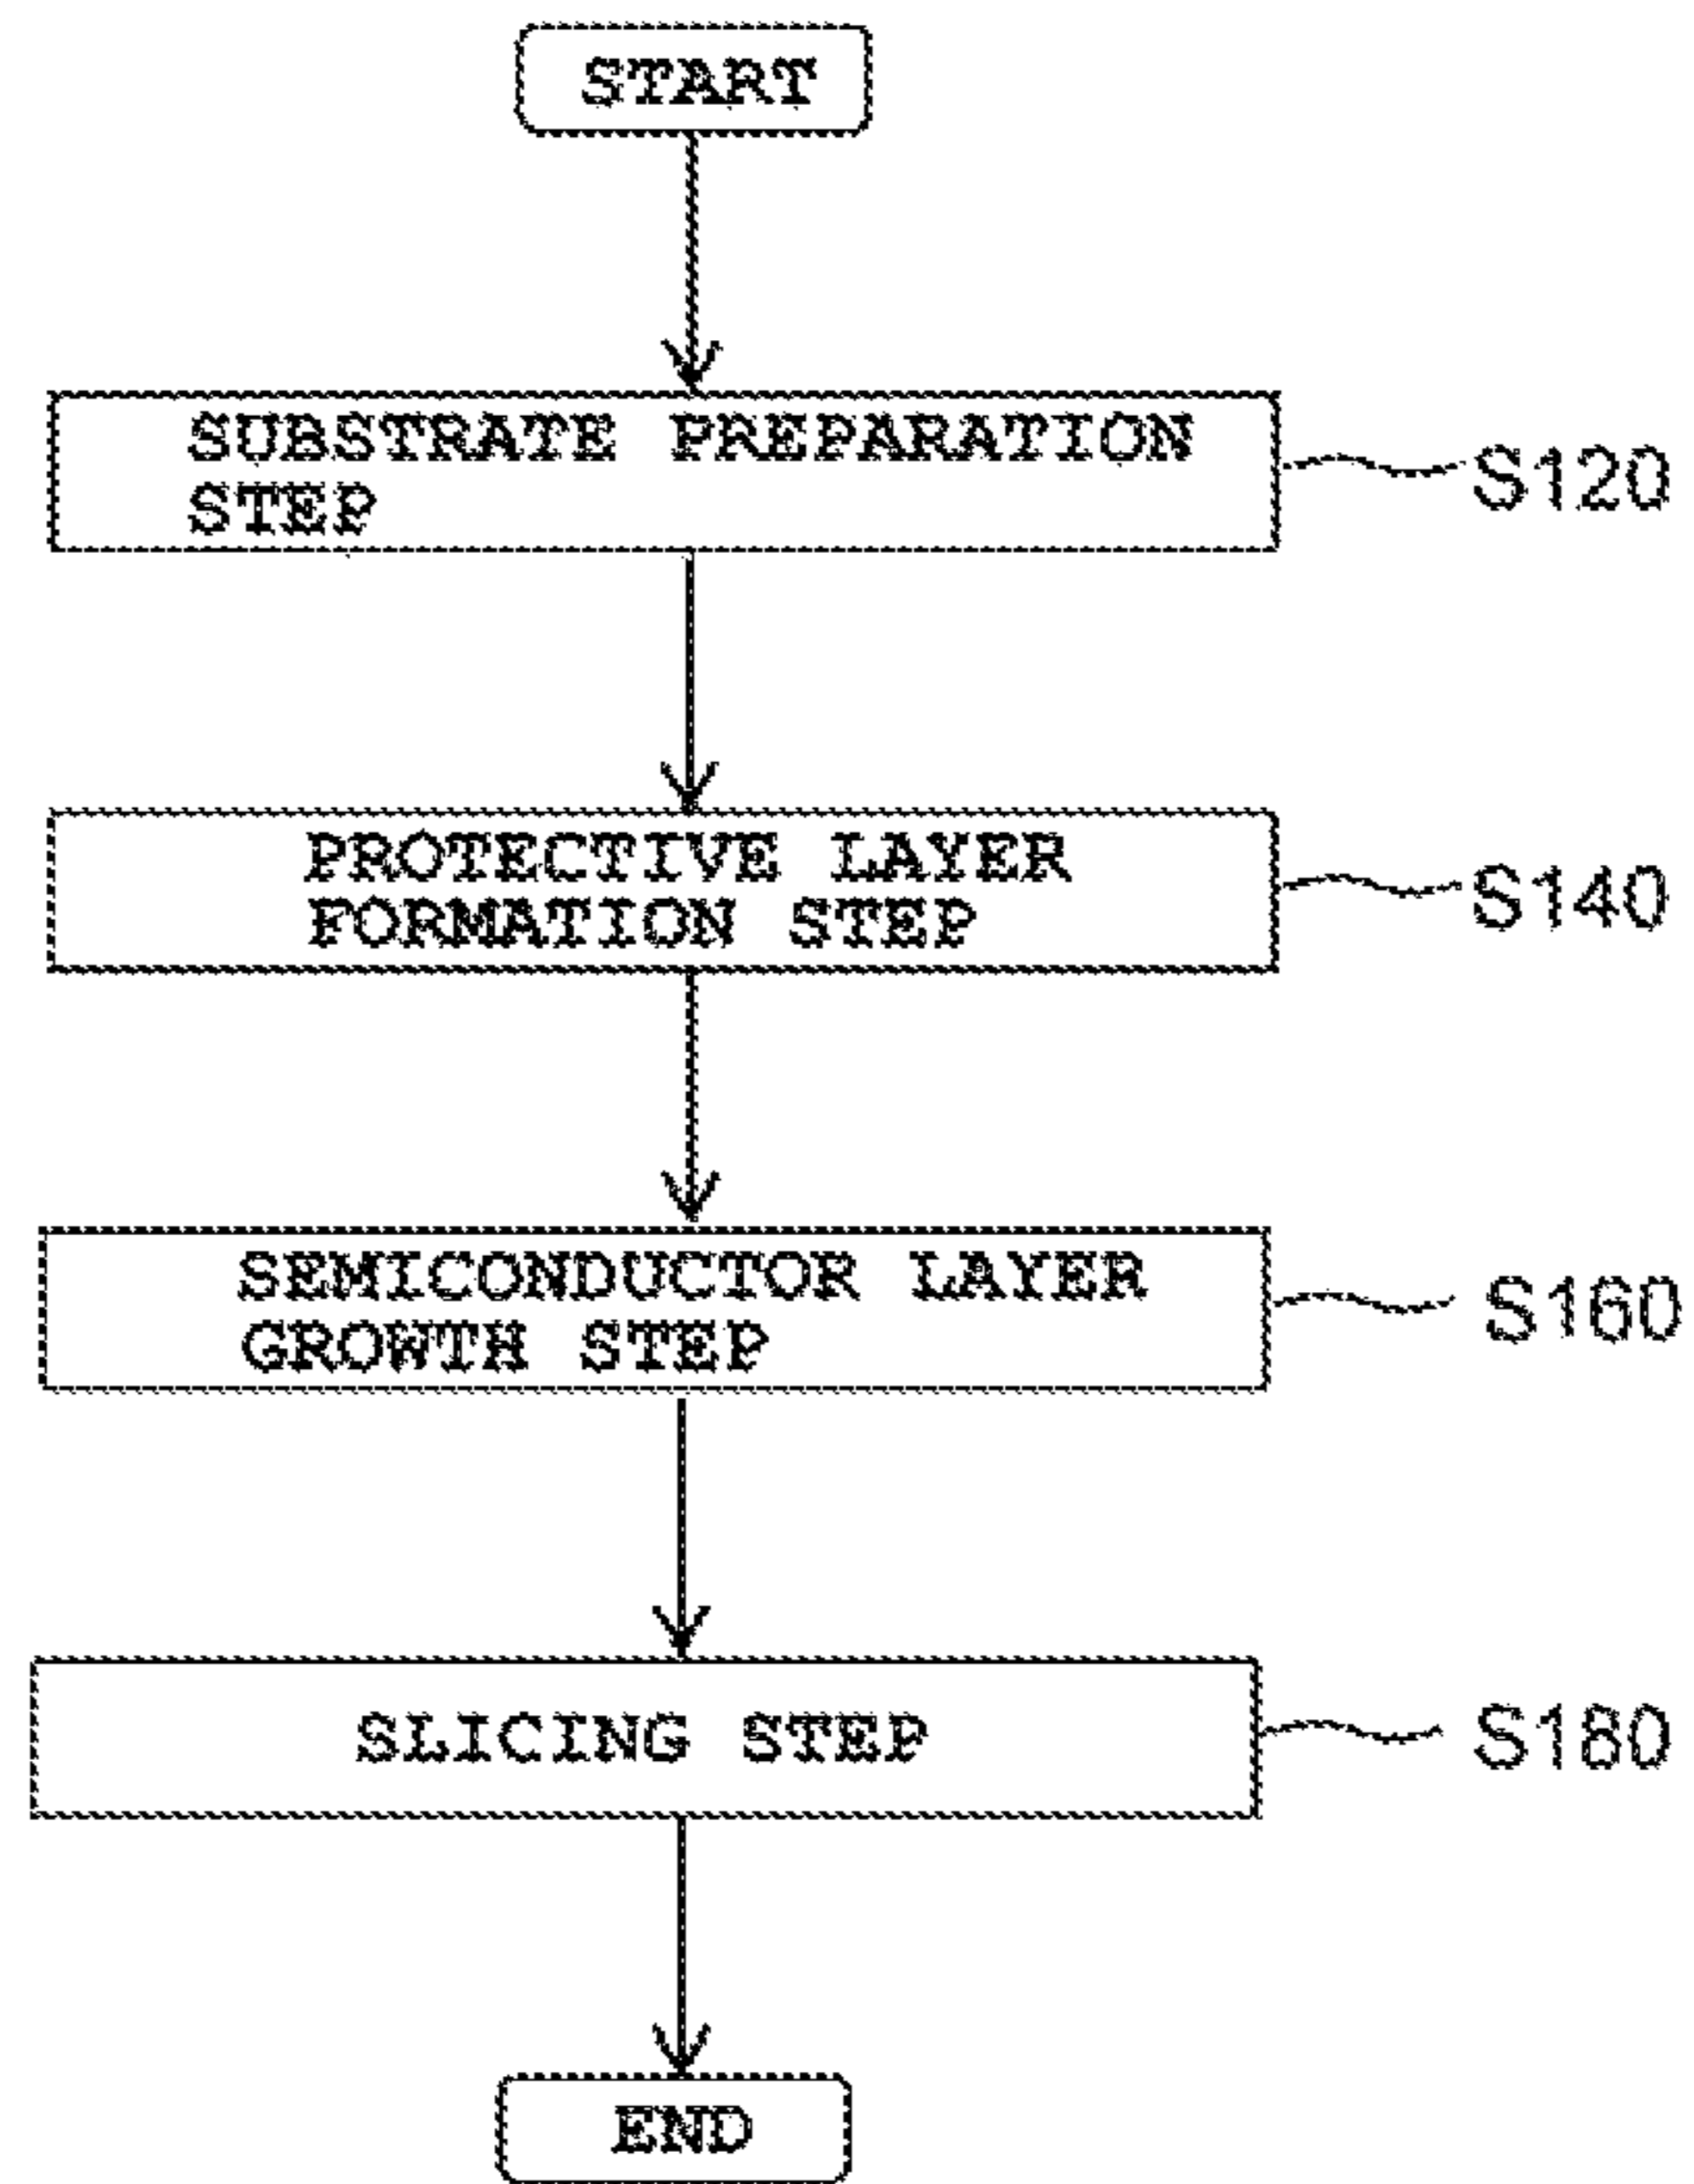 START
SUBSTRATE PREPARATION
STEP
S120
PROTECTIVE LAYER
FORMATION STEP
S140
SEMICONDUCTOR LAYER
GROWTH STEP
S160
SLICING STEP
S180
END